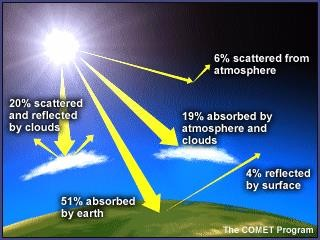 6% scattered from
atmosphere
20% scattered
and reflected
by clouds
19% absorbed by
atmosphere and
clouds
4% reflected
by surface
51% absorbed
by earth
The COMET Program